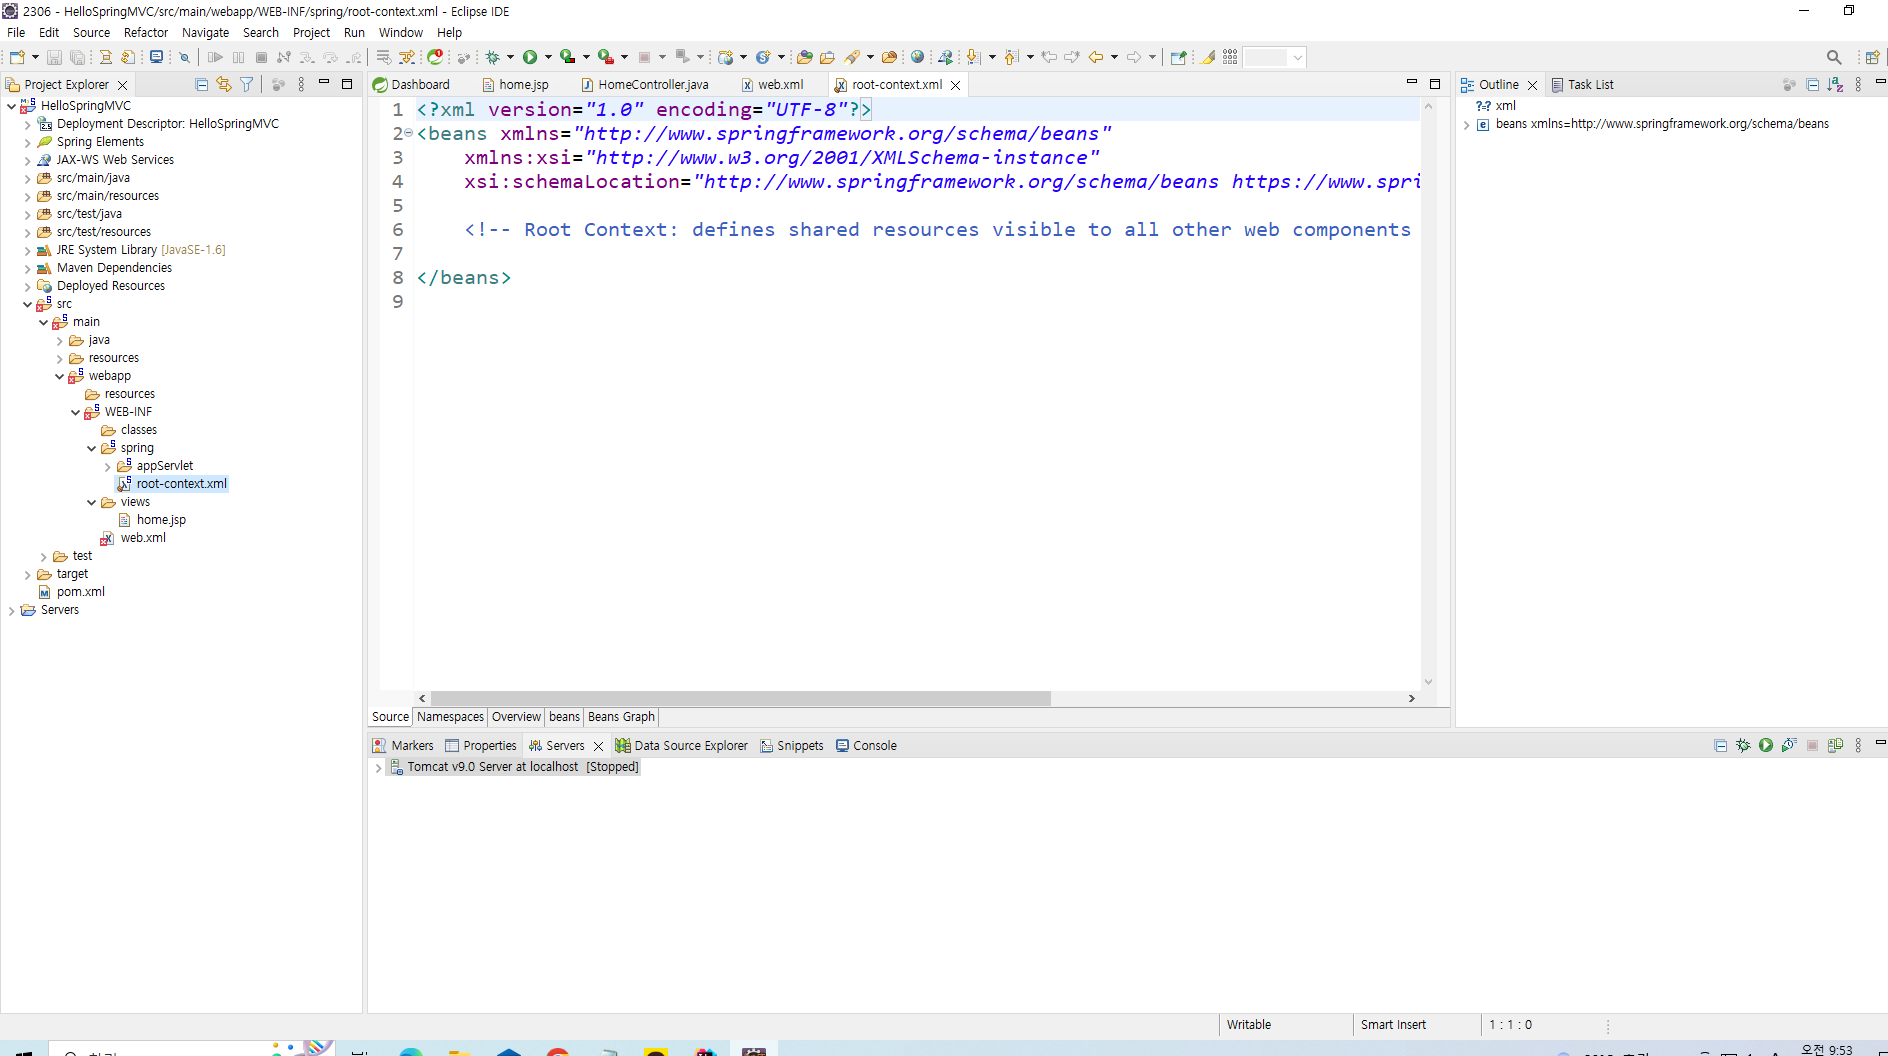 2306 - HelloSpringMVC/src/main/webapp/WEB-INF/spring/root-context.xml - Eclipse IDE
File Edit Source Refactor Navigate Search Project Run Window Help
Project Explorer
HelloSpringMVC
Deployment Descriptor: HelloSpringMVC
Spring Elements
JAX-WS Web Services
src/main/java
src/main/resources
src/test/java
src/test/resources
JRE System Library [JavaSE-1.6]
Maven Dependencies
Deployed Resources
src
main
java
resources
webapp
resources
WEB-INF
classes
spring
appServlet
root-context.xml
views
home.jsp
web.xml
test
target
pom.xml
Servers
Dashboard home.jsp HomeController.java web.xml root-context.xml
1 <?xml version="1.0" encoding="UTF-8"?>
2 <beans xmlns="http://www.springframework.org/schema/beans"
3 xmlns:xsi="http://www.w3.org/2001/XMLSchema-instance"
4 xsi:schemaLocation="http://www.springframework.org/schema/beans https://www.spri
5
6 <!-- Root Context: defines shared resources visible to all other web components
7
8 </beans>
9
Source Namespaces Overview beans Beans Graph
Outline Task List
?-? xml
e beans xmlns=http://www.springframework.org/schema/beans
Markers Properties Servers Data Source Explorer Snippets Console
Tomcat v9.0 Server at localhost [Stopped]
Writable Smart Insert 1 : 1 : 0
오전 9:53